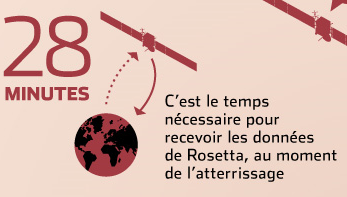 28
MINUTES
C'est le temps
nécessaire pour
recevoir les données
de Rosetta, au moment
de l'atterrissage